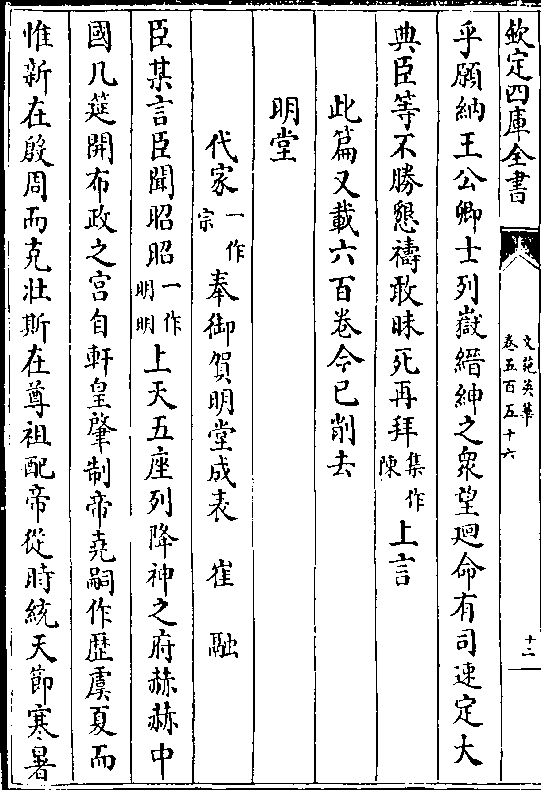 欽定四庫全書
文苑英華
卷五百五十六
十二
乎願納王公卿士列嶽縉紳之衆望迴命有司速定大
典臣等不勝懇禱敢昧死再拜集作陳上言
此篇又載六百卷今已削去
明堂
代家一作宗奉御賀明堂成表 崔融
臣某言臣聞昭昭一作明明上天五座列降神之府赫赫中
國几筵開布政之宮自軒皇肇制帝堯嗣作歴虞夏而
惟新在殷周而克壯斯在尊祖配帝從時統天節寒暑